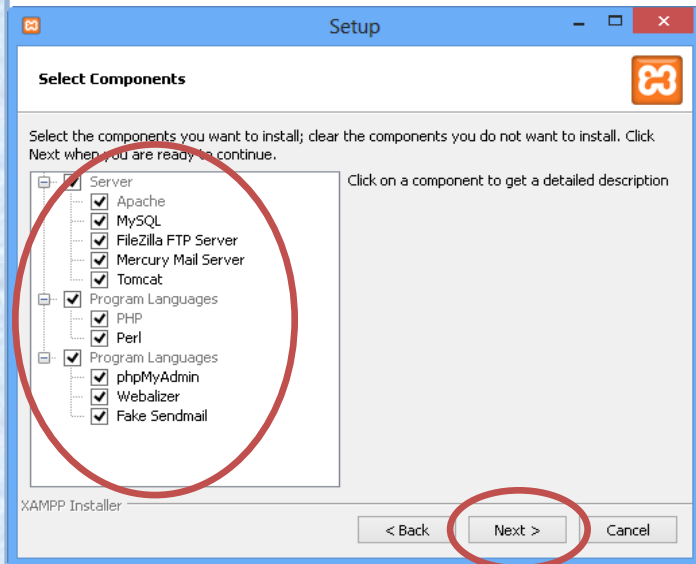 Setup
Select Components
Select the components you want to install; clear the components you do not want to install. Click
Next when you are ready to continue.
Server
Apache
MySQL
FileZilla FTP Server
Mercury Mail Server
Tomcat
Program Languages
PHP
Perl
Program Languages
phpMyAdmin
Webalizer
Fake Sendmail
Click on a component to get a detailed description
XAMPP Installer
< Back Next > Cancel